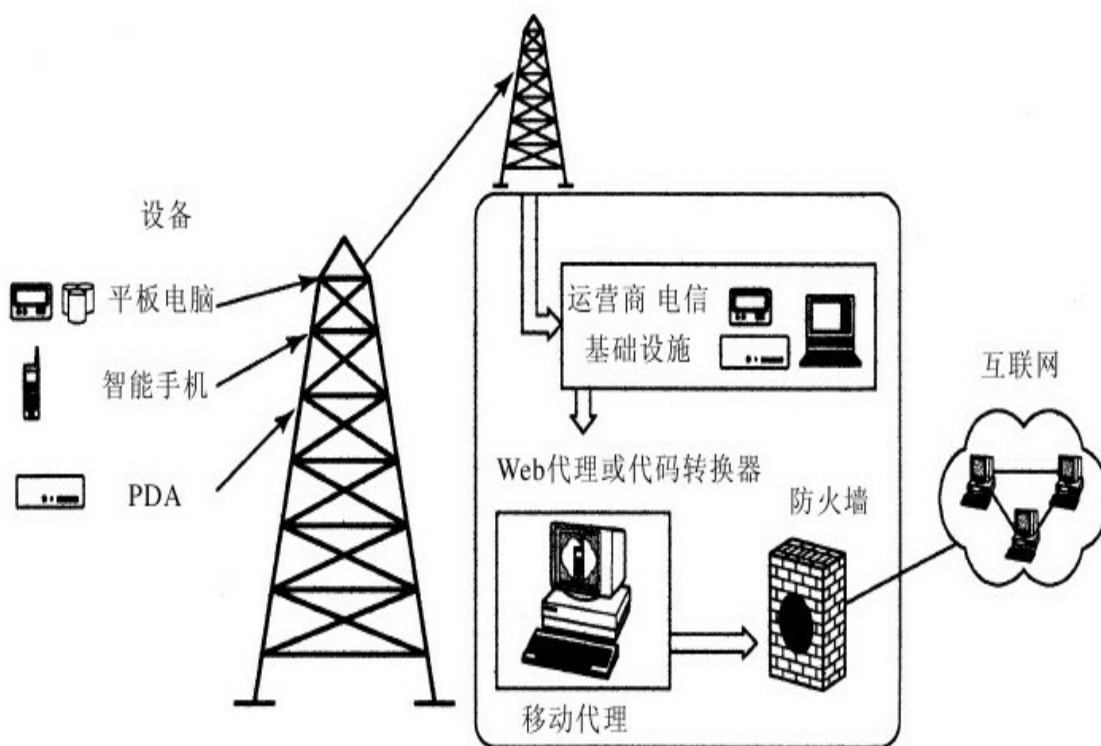 设备
平板电脑
智能手机
PDA
运营商 电信
基础设施
Web代理或代码转换器
移动代理
防火墙
互联网